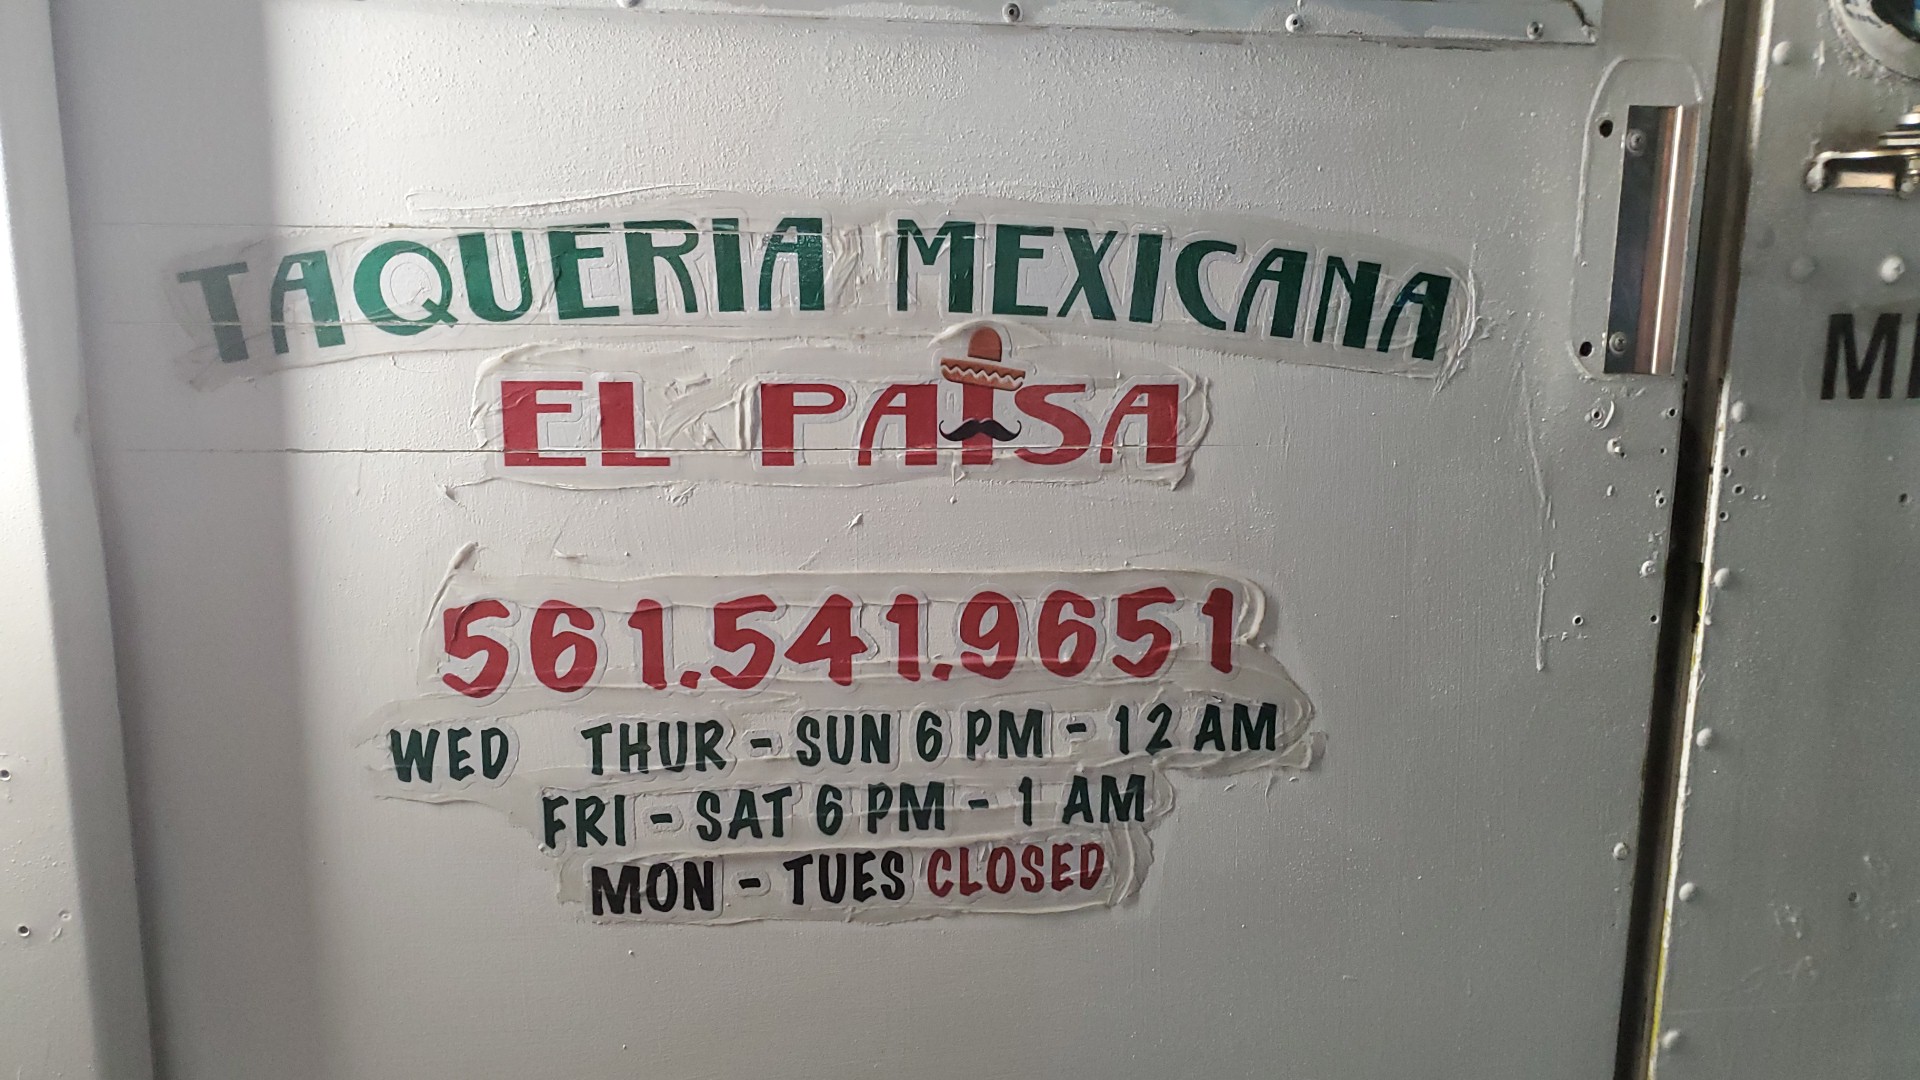 TAQUERIA MEXICANA
EL PAISA
561.541.9651
WED THUR - SUN 6 PM - 12 AM
FRI - SAT 6 PM - 1 AM
MON - TUES CLOSED